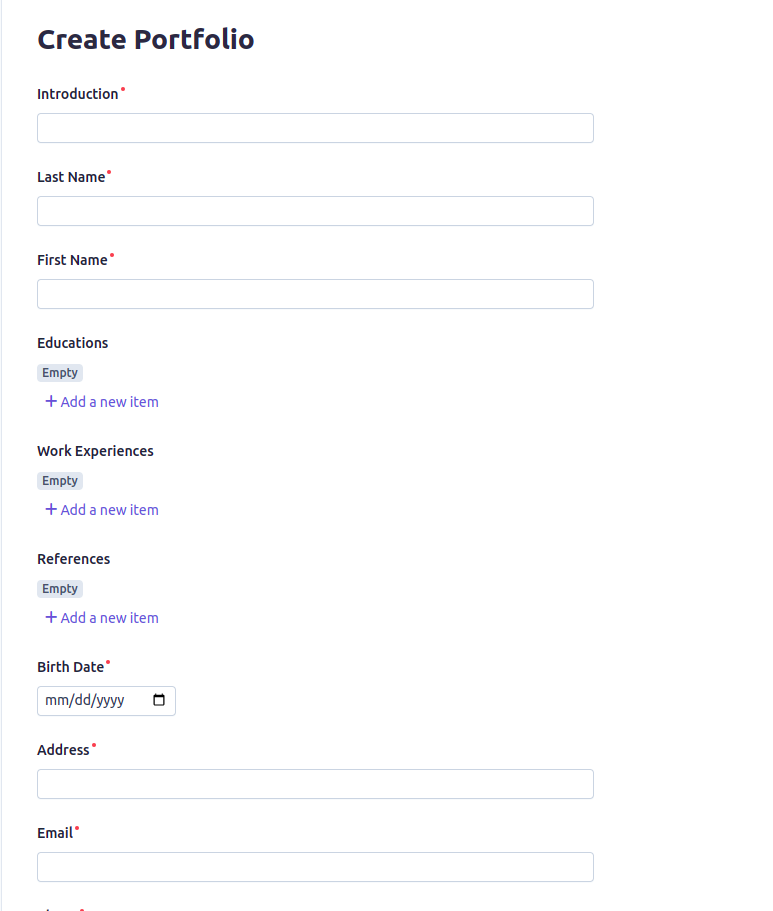 Create Portfolio
Introduction
Last Name
First Name
Educations
Empty
+ Add a new item
Work Experiences
Empty
+ Add a new item
References
Empty
+ Add a new item
Birth Date
mm/dd/yyyy
Address
Email